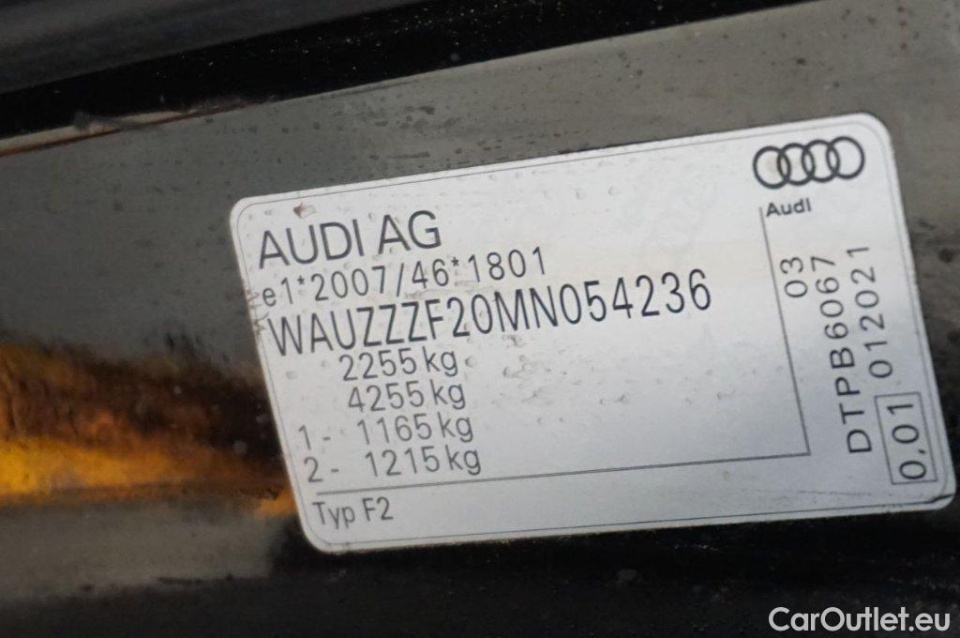 AUDI AG
e1*2007/46*1801
WAUZZZF20MN054236
2255 kg
4255 kg
1- 1165 kg
2- 1215 kg
Typ F2
Audi
03
DTPB6067
012021
0,01
CarOutlet.eu